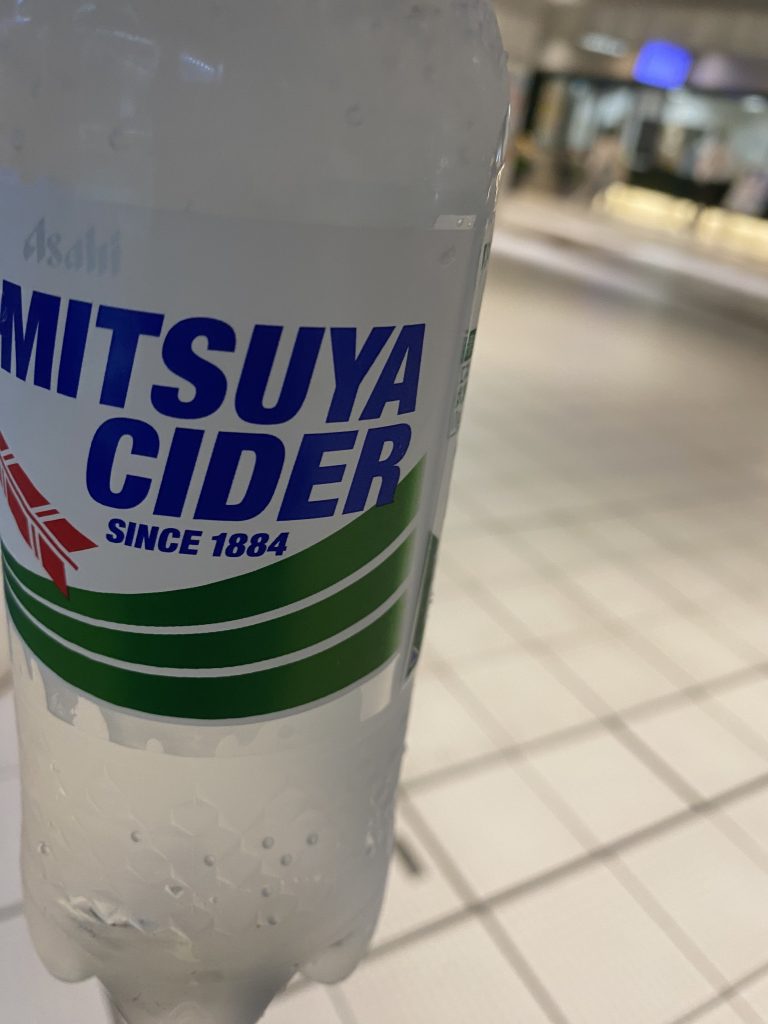 Asahi
MITSUYA
CIDER
SINCE 1884